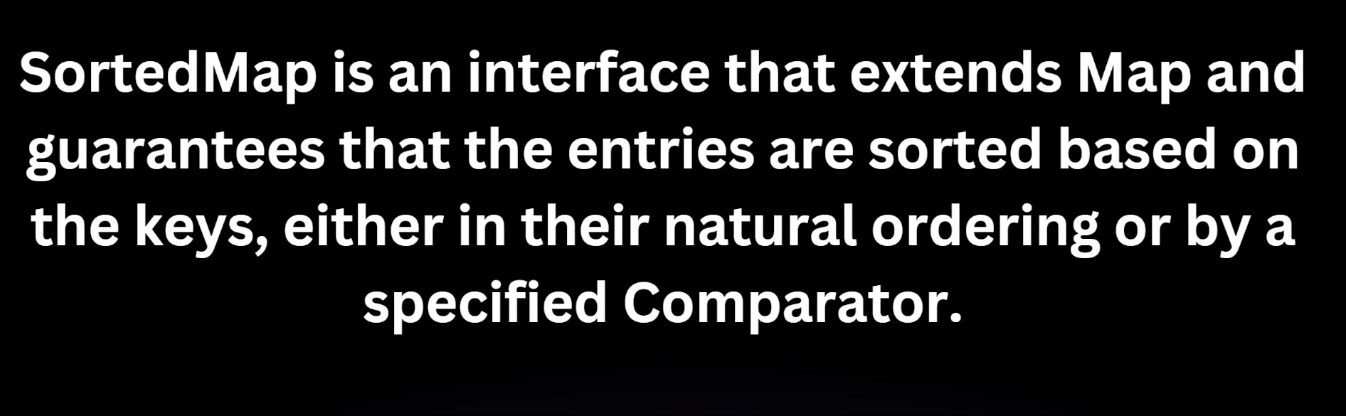 SortedMap is an interface that extends Map and
guarantees that the entries are sorted based on
the keys, either in their natural ordering or by a
specified Comparator.